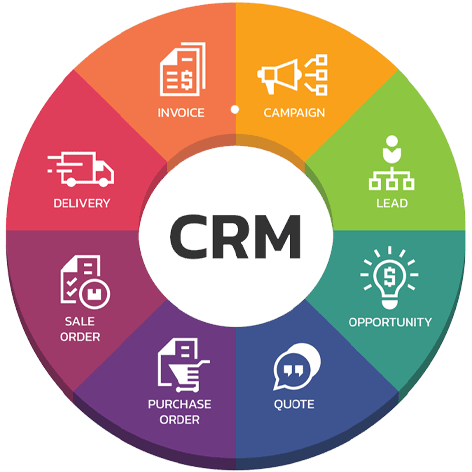 INVOICE
CAMPAIGN
DELIVERY
LEAD
CRM
SALE
ORDER
OPPORTUNITY
PURCHASE
ORDER
QUOTE